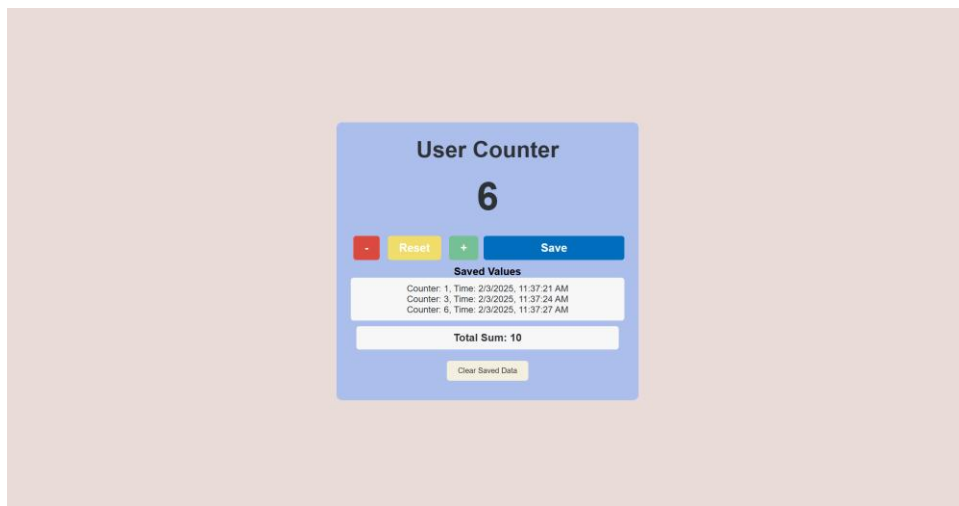 User Counter
6
- Reset + Save
Saved Values
Counter: 1, Time: 2/3/2025, 11:37:21 AM
Counter: 3, Time: 2/3/2025, 11:37:24 AM
Counter: 6, Time: 2/3/2025, 11:37:27 AM
Total Sum: 10
Clear Saved Data